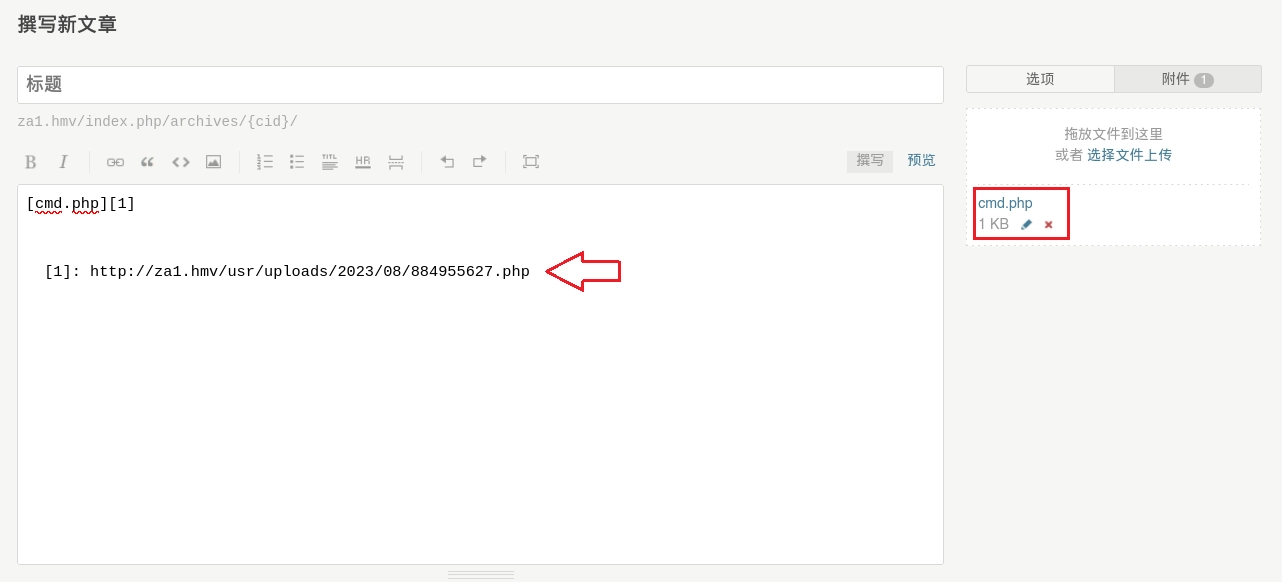 撰写新文章
标题
za1.hmv/index.php/archives/{cid}/
B I TITL HR
撰写 预览
[cmd.php][1]
[1]: http://za1.hmv/usr/uploads/2023/08/884955627.php
选项 附件 1
拖放文件到这里
或者 选择文件上传
cmd.php
1 KB